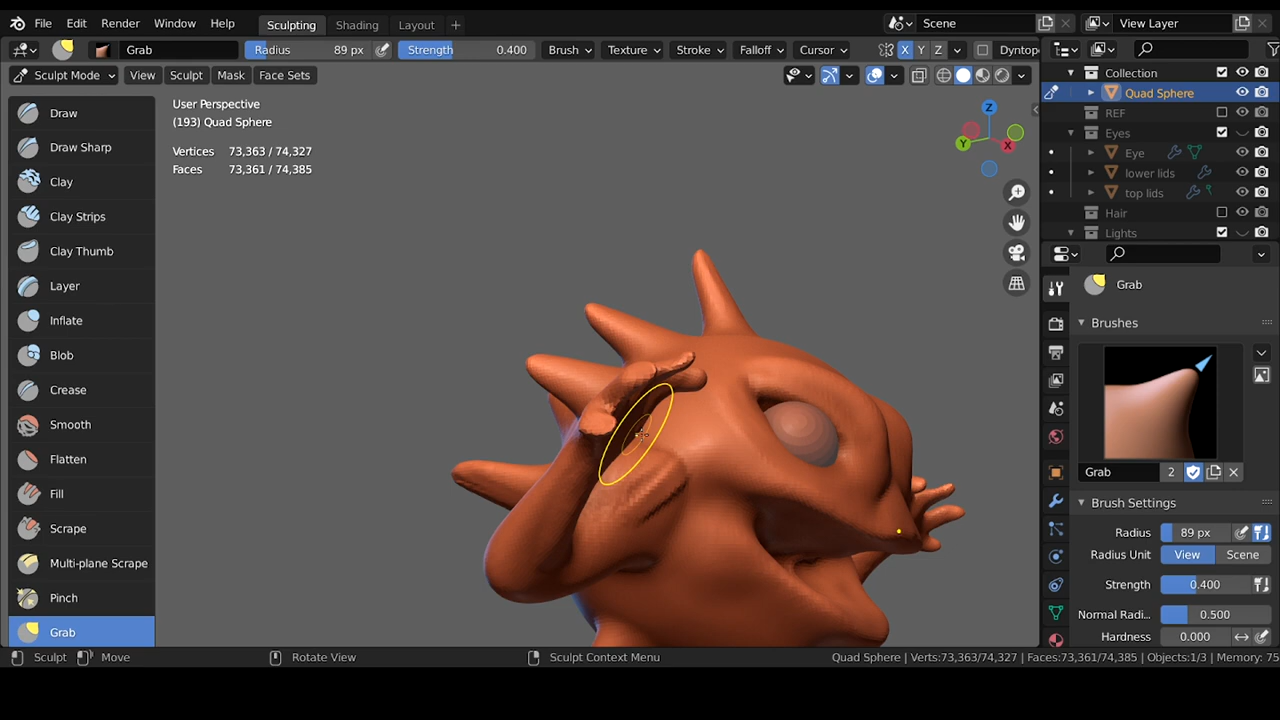 File Edit Render Window Help Sculpting Shading Layout + Scene View Layer
Grab Radius 89 px Strength 0.400 Brush Texture Stroke Falloff Cursor X Y Z Dyntop
Sculpt Mode View Sculpt Mask Face Sets
Draw
Draw Sharp
Clay
Clay Strips
Clay Thumb
Layer
Inflate
Blob
Crease
Smooth
Flatten
Fill
Scrape
Multi-plane Scrape
Pinch
Grab
User Perspective
(193) Quad Sphere
Vertices 73,363 / 74,327
Faces 73,361 / 74,385
Z
Y
X
Collection
Quad Sphere
REF
Eyes
Eye
lower lids
top lids
Hair
Lights
Grab
Brushes
Grab 2
Brush Settings
Radius 89 px
Radius Unit View Scene
Strength 0.400
Normal Radi... 0.500
Hardness 0.000
Sculpt Move Rotate View Sculpt Context Menu Quad Sphere | Verts:73,363/74,327 | Faces:73,361/74,385 | Objects:1/3 | Memory: 75